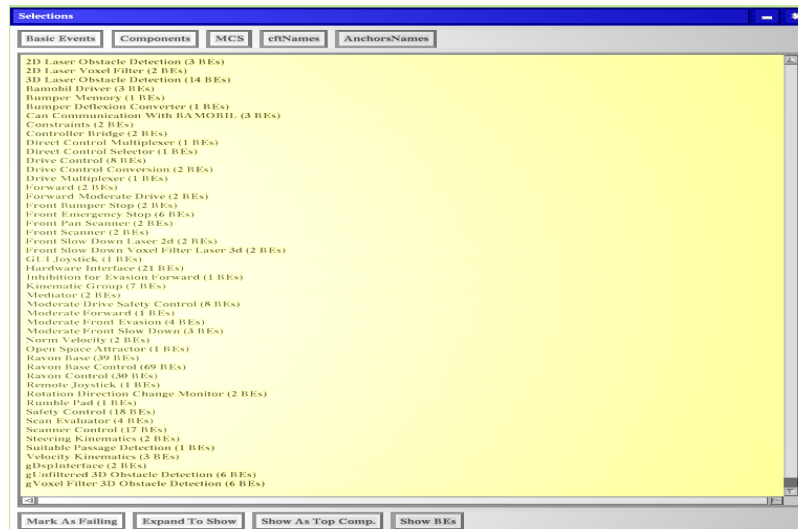 Selections
Basic Events Components MCS cftNames AnchorsNames
2D Laser Obstacle Detection (3 BEs)
2D Laser Voxel Filter (2 BEs)
3D Laser Obstacle Detection (14 BEs)
Bamobil Driver (3 BEs)
Bumper Memory (1 BEs)
Bumper Deflexion Converter (1 BEs)
Can Communication With BAMOBIL (3 BEs)
Constraints (2 BEs)
Controller Bridge (2 BEs)
Direct Control Multiplexer (1 BEs)
Direct Control Selector (1 BEs)
Drive Control (8 BEs)
Drive Control Conversion (2 BEs)
Drive Multiplexer (1 BEs)
Forward (2 BEs)
Forward Moderate Drive (2 BEs)
Front Bumper Stop (2 BEs)
Front Emergency Stop (6 BEs)
Front Pan Scanner (2 BEs)
Front Scanner (2 BEs)
Front Slow Down Laser 2d (2 BEs)
Front Slow Down Voxel Filter Laser 3d (2 BEs)
GUI Joystick (1 BEs)
Hardware Interface (21 BEs)
Inhibition for Evasion Forward (1 BEs)
Kinematic Group (7 BEs)
Mediator (2 BEs)
Moderate Drive Safety Control (8 BEs)
Moderate Forward (1 BEs)
Moderate Front Evasion (4 BEs)
Moderate Front Slow Down (3 BEs)
Norm Velocity (2 BEs)
Open Space Attractor (1 BEs)
Ravon Base (39 BEs)
Ravon Base Control (69 BEs)
Ravon Control (30 BEs)
Remote Joystick (1 BEs)
Rotation Direction Change Monitor (2 BEs)
Rumble Pad (1 BEs)
Safety Control (18 BEs)
Scan Evaluator (4 BEs)
Scanner Control (17 BEs)
Steering Kinematics (2 BEs)
Suitable Passage Detection (1 BEs)
Velocity Kinematics (3 BEs)
gDspInterface (2 BEs)
gUnfiltered 3D Obstacle Detection (6 BEs)
gVoxel Filter 3D Obstacle Detection (6 BEs)
Mark As Failing Expand To Show Show As Top Comp. Show BEs